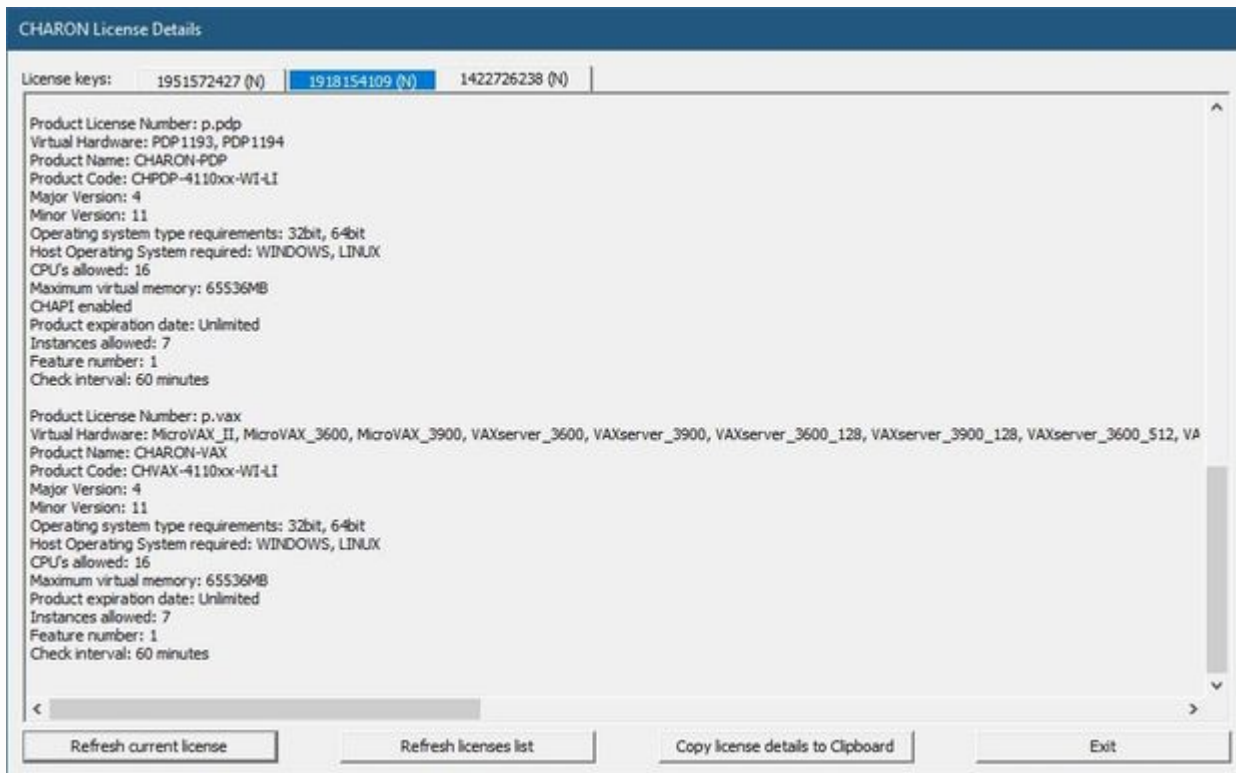 CHARON License Details
License keys: 1951572427 (N) 1918154109 (N) 1422726238 (N)
Product License Number: p.pdp
Virtual Hardware: PDP1193, PDP1194
Product Name: CHARON-PDP
Product Code: CHPDP-4110xx-WI-LI
Major Version: 4
Minor Version: 11
Operating system type requirements: 32bit, 64bit
Host Operating System required: WINDOWS, LINUX
CPU's allowed: 16
Maximum virtual memory: 65536MB
CHAPI enabled
Product expiration date: Unlimited
Instances allowed: 7
Feature number: 1
Check interval: 60 minutes
Product License Number: p.vax
Virtual Hardware: MicroVAX_II, MicroVAX_3600, MicroVAX_3900, VAXserver_3600, VAXserver_3900, VAXserver_3600_128, VAXserver_3900_128, VAXserver_3600_512, VA
Product Name: CHARON-VAX
Product Code: CHVAX-4110xx-WI-LI
Major Version: 4
Minor Version: 11
Operating system type requirements: 32bit, 64bit
Host Operating System required: WINDOWS, LINUX
CPU's allowed: 16
Maximum virtual memory: 65536MB
Product expiration date: Unlimited
Instances allowed: 7
Feature number: 1
Check interval: 60 minutes
Refresh current license Refresh licenses list Copy license details to Clipboard Exit